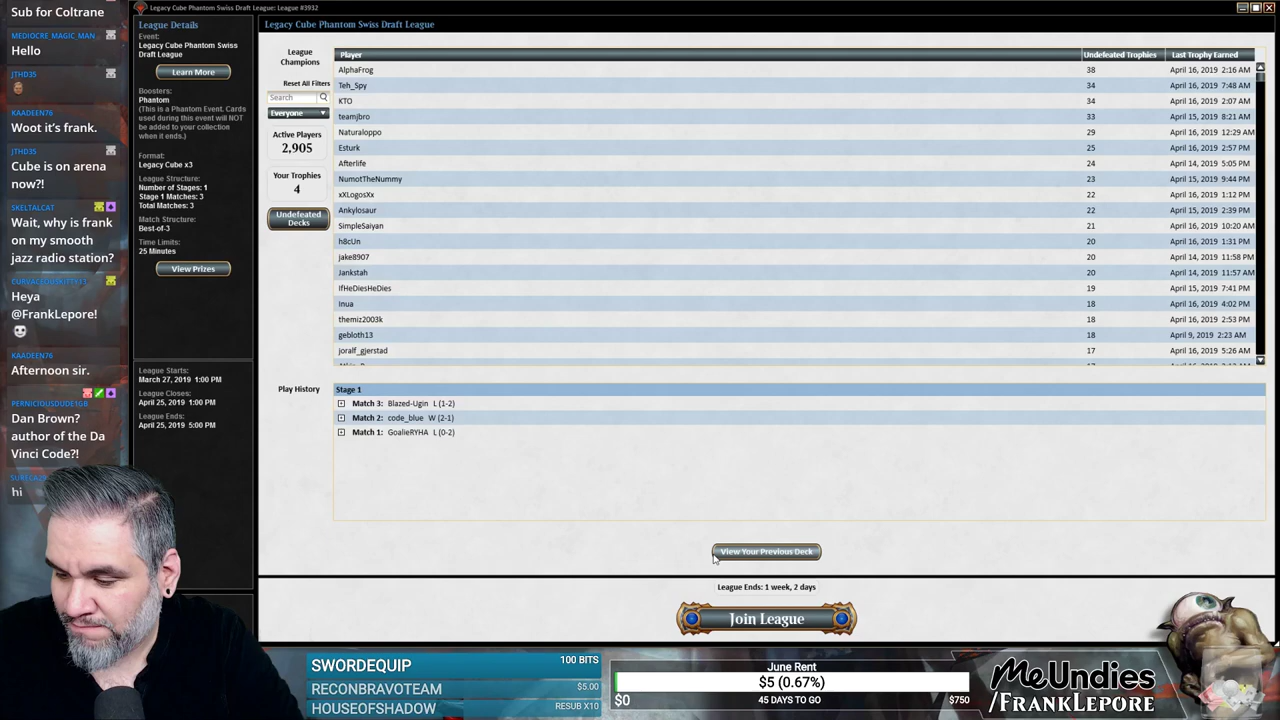 Legacy Cube Phantom Swiss Draft League: League #3932
Sub for Coltrane
MEDIOCRE_MAGIC_MAN
Hello
JTHD35
KAADEEN76
Woot it's frank.
JTHD35
Cube is on arena
now?!
SKELTALCAT
Wait, why is frank
on my smooth
jazz radio station?
Heya
@FrankLepore!
KAADEEN76
Afternoon sir.
PERNICIOUSDUDE1GB
Dan Brown?
author of the Da
Vinci Code?!
hi
League Details
Event:
Legacy Cube Phantom Swiss
Draft League
Learn More
Boosters:
Phantom
(This is a Phantom Event. Cards
used during this event will NOT
be added to your collection
when it ends.)
Format:
Legacy Cube x3
League Structure:
Number of Stages: 1
Stage 1 Matches: 3
Total Matches: 3
Match Structure:
Best-of-3
Time Limits:
25 Minutes
View Prizes
League Starts:
March 27, 2019 1:00 PM
League Closes:
April 25, 2019 1:00 PM
League Ends:
April 25, 2019 5:00 PM
Legacy Cube Phantom Swiss Draft League
League
Champions
Reset All Filters
Search
Everyone
Active Players
2,905
Your Trophies
4
Undefeated
Decks
Player Undefeated Trophies Last Trophy Earned
AlphaFrog 38 April 16, 2019 2:16 AM
Teh_Spy 34 April 16, 2019 7:48 AM
KTO 34 April 16, 2019 2:07 AM
teamjbro 33 April 15, 2019 8:21 AM
Naturaloppo 29 April 16, 2019 12:29 AM
Esturk 25 April 16, 2019 2:57 PM
Afterlife 24 April 14, 2019 5:05 PM
NumotTheNummy 23 April 15, 2019 9:44 PM
xXLogosXx 22 April 16, 2019 1:12 PM
Ankylosaur 22 April 15, 2019 2:39 PM
SimpleSaiyan 21 April 16, 2019 10:20 AM
h8cUn 20 April 16, 2019 1:31 PM
jake8907 20 April 14, 2019 11:58 PM
Jankstah 20 April 14, 2019 11:57 AM
IfHeDiesHeDies 19 April 15, 2019 7:41 PM
Inua 18 April 16, 2019 4:02 PM
themiz2003k 18 April 16, 2019 2:53 PM
gebloth13 18 April 9, 2019 2:23 AM
joralf_gjerstad 17 April 16, 2019 5:26 AM
Play History
Stage 1
Match 3: Blazed-Ugin L (1-2)
Match 2: code_blue W (2-1)
Match 1: GoalieRYHA L (0-2)
View Your Previous Deck
League Ends: 1 week, 2 days
Join League
SWORDEQUIP 100 BITS
RECONBRAVOTEAM $5.00
HOUSEOFSHADOW RESUB X10
June Rent
$5 (0.67%)
$0 45 DAYS TO GO $750
MeUndies
/FRANKLEPORE